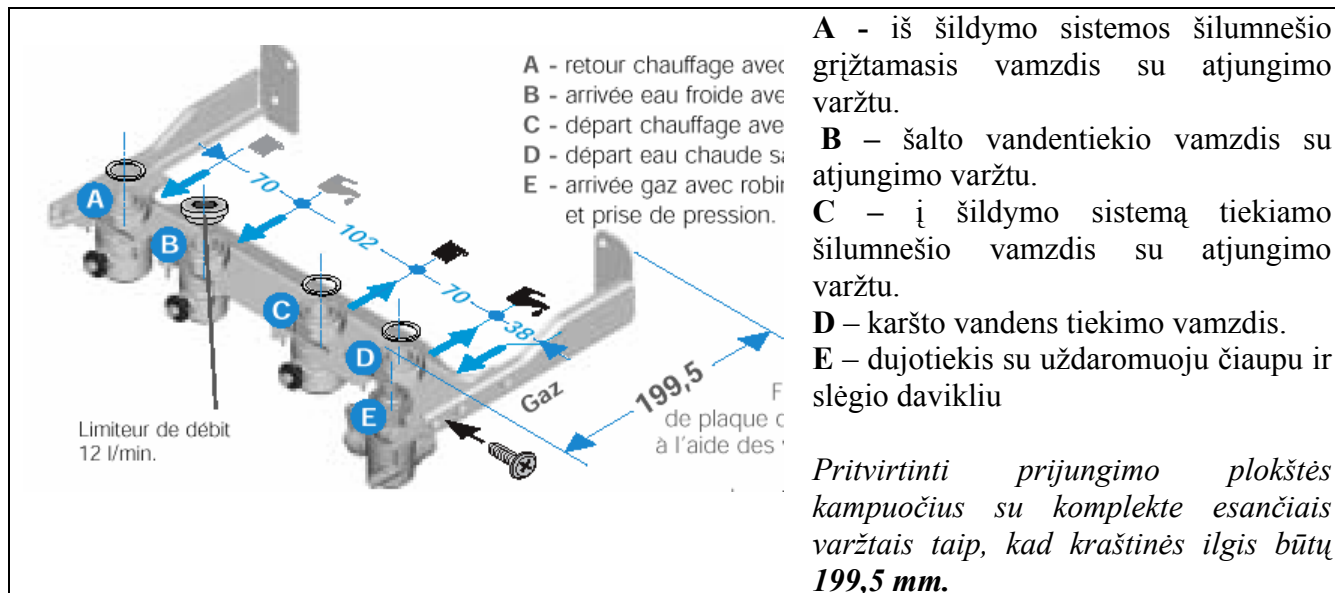 A - retour chauffage avec
B - arrivée eau froide ave
C - départ chauffage ave
D - départ eau chaude sa
E - arrivée gaz avec robin
et prise de pression.
A
B
C
D
E
70
102
70
38
199,5
Gaz
F
de plaque
à l'aide des
Limiteur de débit
12 l/min.
A - iš šildymo sistemos šilumnešio
grįžtamasis vamzdis su atjungimo
varžtu.
B – šalto vandentiekio vamzdis su
atjungimo varžtu.
C – į šildymo sistemą tiekiamo
šilumnešio vamzdis su atjungimo
varžtu.
D – karšto vandens tiekimo vamzdis.
E – dujotiekis su uždaromuoju čiaupu ir
slėgio davikliu
Pritvirtinti prijungimo plokštės
kampuočius su komplekte esančiais
varžtais taip, kad kraštinės ilgis būtų
199,5 mm.